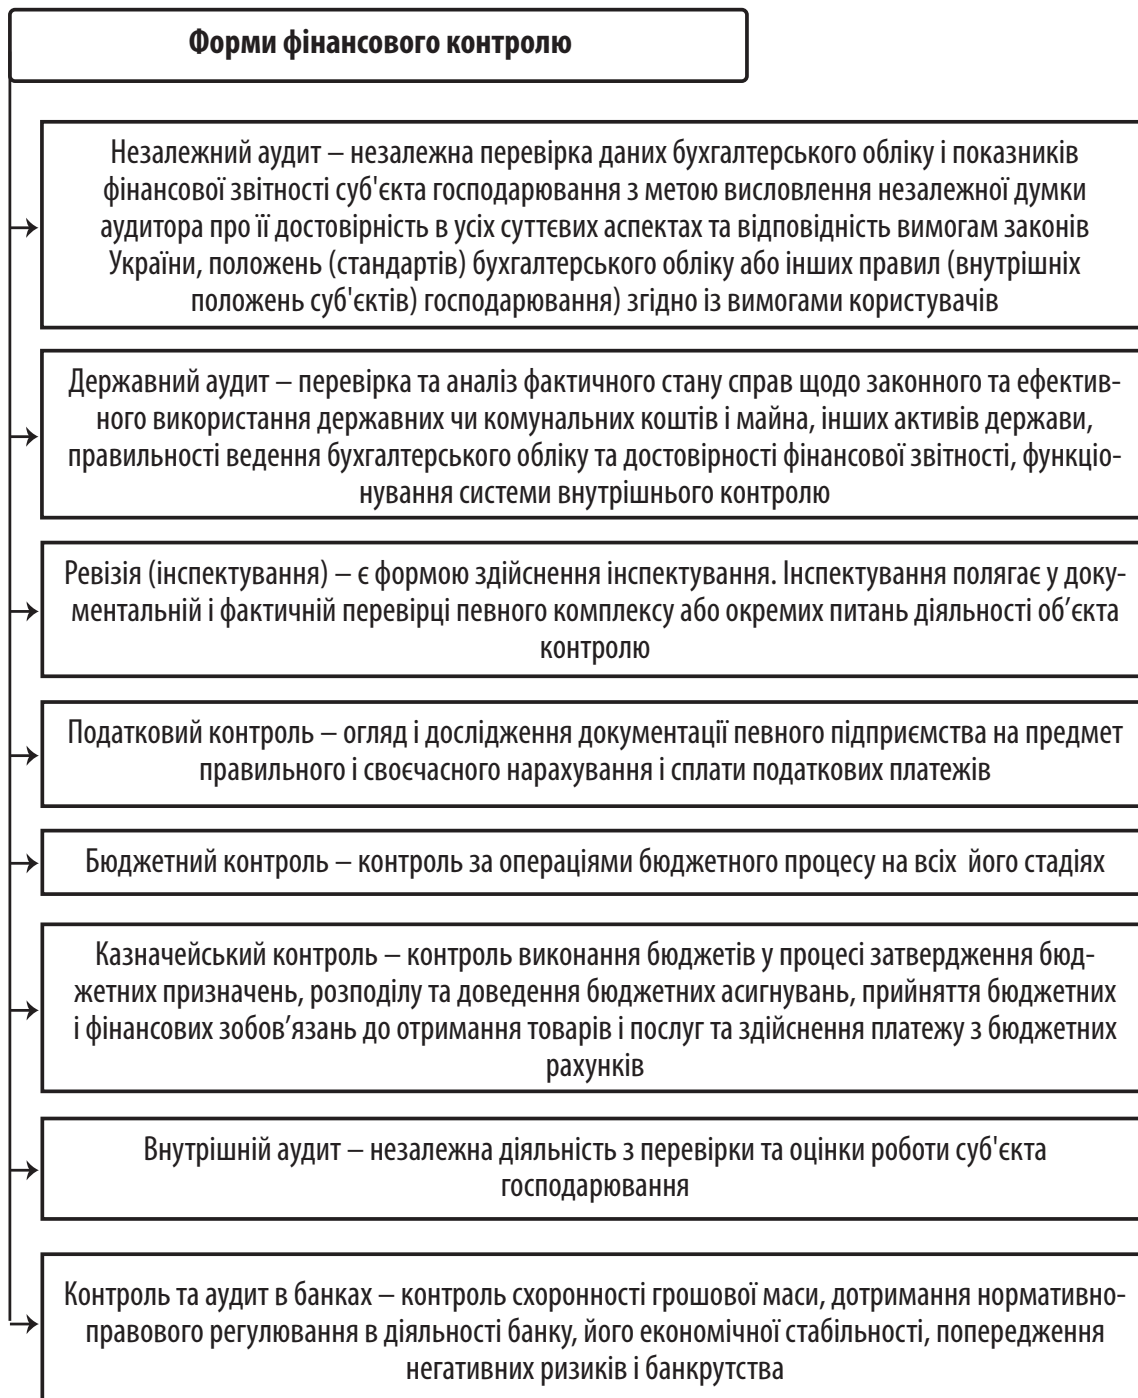 Форми фінансового контролю
Незалежний аудит – незалежна перевірка даних бухгалтерського обліку і показників
фінансової звітності суб'єкта господарювання з метою висловлення незалежної думки
аудитора про її достовірність в усіх суттєвих аспектах та відповідність вимогам законів
України, положень (стандартів) бухгалтерського обліку або інших правил (внутрішніх
положень суб'єктів) господарювання) згідно із вимогами користувачів
Державний аудит – перевірка та аналіз фактичного стану справ щодо законного та ефектив-
ного використання державних чи комунальних коштів і майна, інших активів держави,
правильності ведення бухгалтерського обліку та достовірності фінансової звітності, функціо-
нування системи внутрішнього контролю
Ревізія (інспектування) – є формою здійснення інспектування. Інспектування полягає у доку-
ментальній і фактичній перевірці певного комплексу або окремих питань діяльності об’єкта
контролю
Податковий контроль – огляд і дослідження документації певного підприємства на предмет
правильного і своєчасного нарахування і сплати податкових платежів
Бюджетний контроль – контроль за операціями бюджетного процесу на всіх його стадіях
Казначейський контроль – контроль виконання бюджетів у процесі затвердження бюд-
жетних призначень, розподілу та доведення бюджетних асигнувань, прийняття бюджетних
і фінансових зобов’язань до отримання товарів і послуг та здійснення платежу з бюджетних
рахунків
Внутрішній аудит – незалежна діяльність з перевірки та оцінки роботи суб'єкта
господарювання
Контроль та аудит в банках – контроль схоронності грошової маси, дотримання нормативно-
правового регулювання в діяльності банку, його економічної стабільності, попередження
негативних ризиків і банкрутства